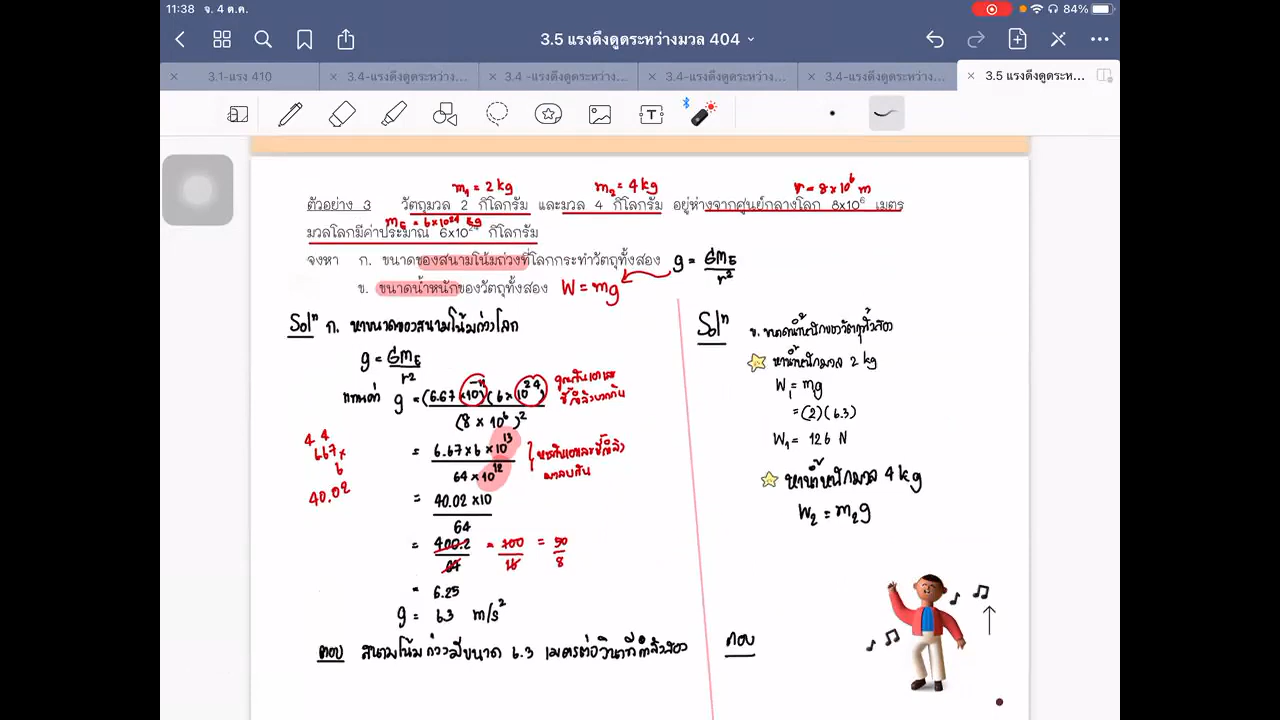 11:38 จ. 4 ต.ค. 84%
3.5 แรงดึงดูดระหว่างมวล 404
3.1-แรง 410
3.4-แรงดึงดูดระหว่าง...
3.4 -แรงดึงดูดระหว่าง...
3.4-แรงดึงดูดระหว่าง...
3.4-แรงดึงดูดระหว่าง...
3.5 แรงดึงดูดระห...
m₁ = 2 kg m₂ = 4 kg r = 8×10⁶ m
ตัวอย่าง 3 วัตถุมวล 2 กิโลกรัม และมวล 4 กิโลกรัม อยู่ห่างจากศูนย์กลางโลก 8x10⁶ เมตร
mE = 6×10²⁴ kg
มวลโลกมีค่าประมาณ 6x10²⁴ กิโลกรัม
จงหา ก. ขนาดของสนามโน้มถ่วงที่โลกกระทำวัตถุทั้งสอง g = GmE/r²
ข. ขนาดน้ำหนักของวัตถุทั้งสอง W = mg
Solⁿ ก. หาขนาดของสนามโน้มถ่วงโลก
g = GmE/r²
แทนค่า g = (6.67 × 10⁻¹¹)(6 × 10²⁴)/(8 × 10⁶)²
= 6.67 × 6 × 10¹³/64 × 10¹²
4 4
667×
6
40.02
= 40.02 × 10/64
= 400.2/64 = 100/16 = 50/8
= 6.25
g = 6.3 m/s²
ตอบ สนามโน้มถ่วงมีขนาด 6.3 เมตรต่อวินาทีกำลังสอง
Solⁿ ข. ขนาดน้ำหนักของวัตถุทั้งสอง
หาน้ำหนักมวล 2 kg
W₁ = mg
= (2)(6.3)
W₁ = 12.6 N
หาน้ำหนักมวล 4 kg
W₂ = m₂g
ตอบ